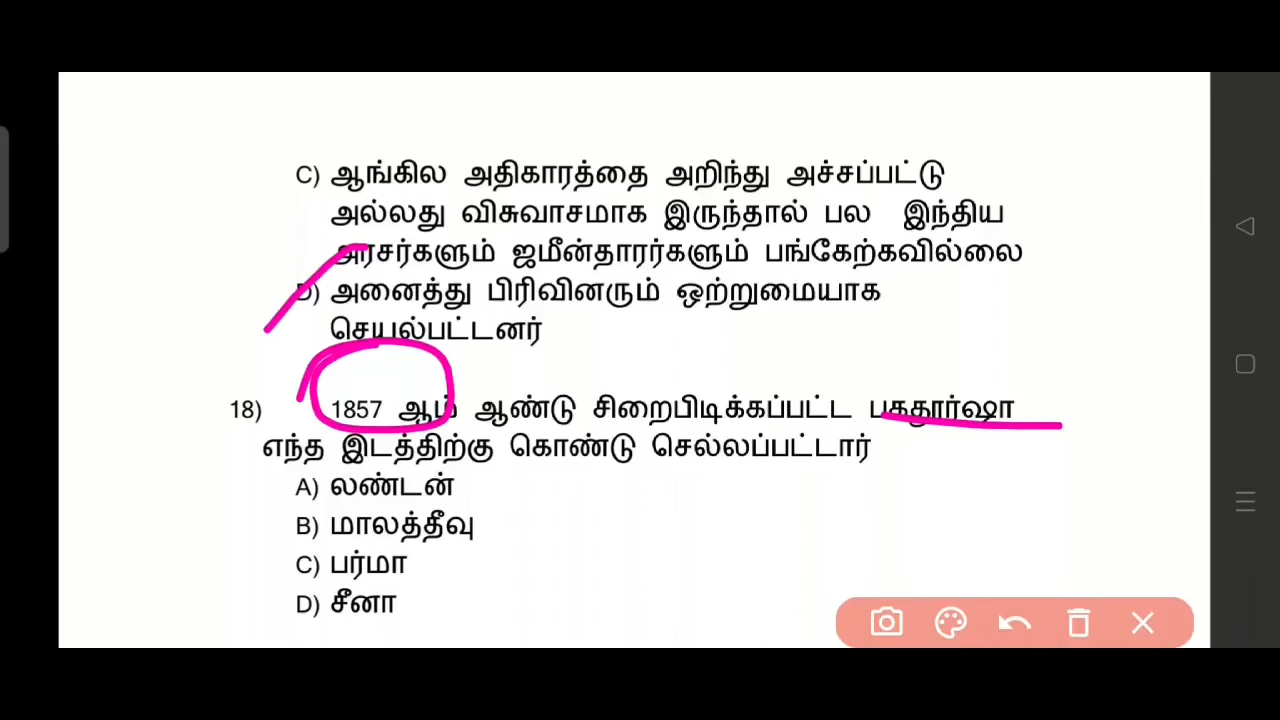 C) ஆங்கில அதிகாரத்தை அறிந்து அச்சப்பட்டு
அல்லது விசுவாசமாக இருந்தால் பல இந்திய
அரசர்களும் ஜமீன்தாரர்களும் பங்கேற்கவில்லை
D) அனைத்து பிரிவினரும் ஒற்றுமையாக
செயல்பட்டனர்
18) 1857 ஆம் ஆண்டு சிறைபிடிக்கப்பட்ட பகதூர்ஷா
எந்த இடத்திற்கு கொண்டு செல்லப்பட்டார்
A) லண்டன்
B) மாலத்தீவு
C) பர்மா
D) சீனா